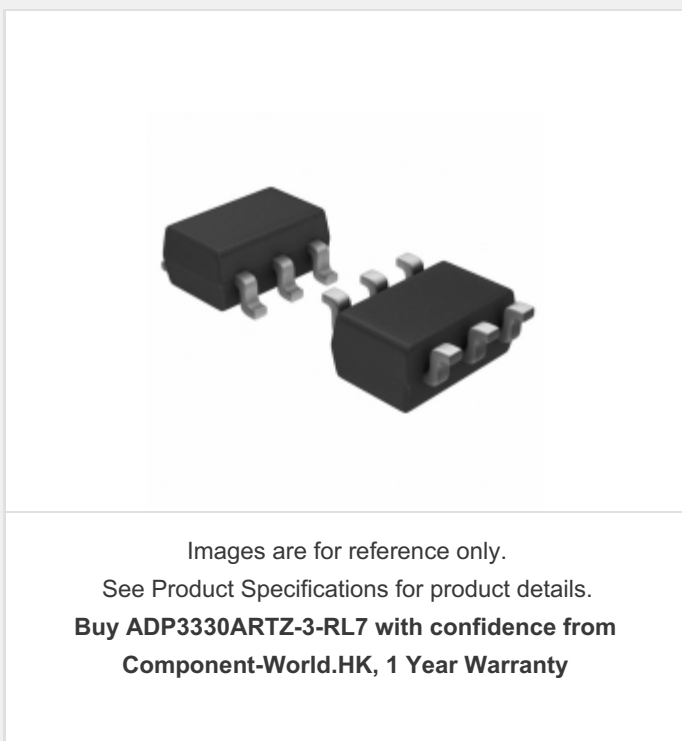 Images are for reference only.
See Product Specifications for product details.
Buy ADP3330ARTZ-3-RL7 with confidence from
Component-World.HK, 1 Year Warranty